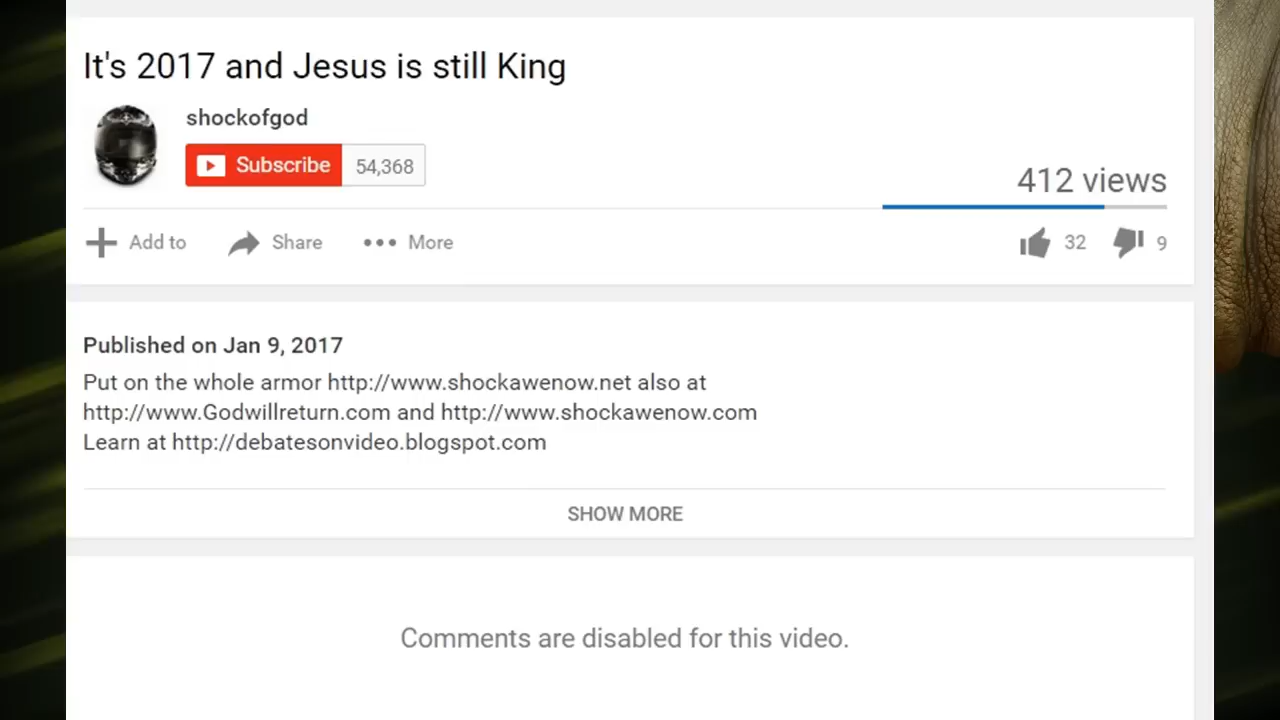 It's 2017 and Jesus is still King
shockofgod
Subscribe 54,368
412 views
Add to Share More 32 9
Published on Jan 9, 2017
Put on the whole armor http://www.shockawenow.net also at
http://www.Godwillreturn.com and http://www.shockawenow.com
Learn at http://debatesonvideo.blogspot.com
SHOW MORE
Comments are disabled for this video.